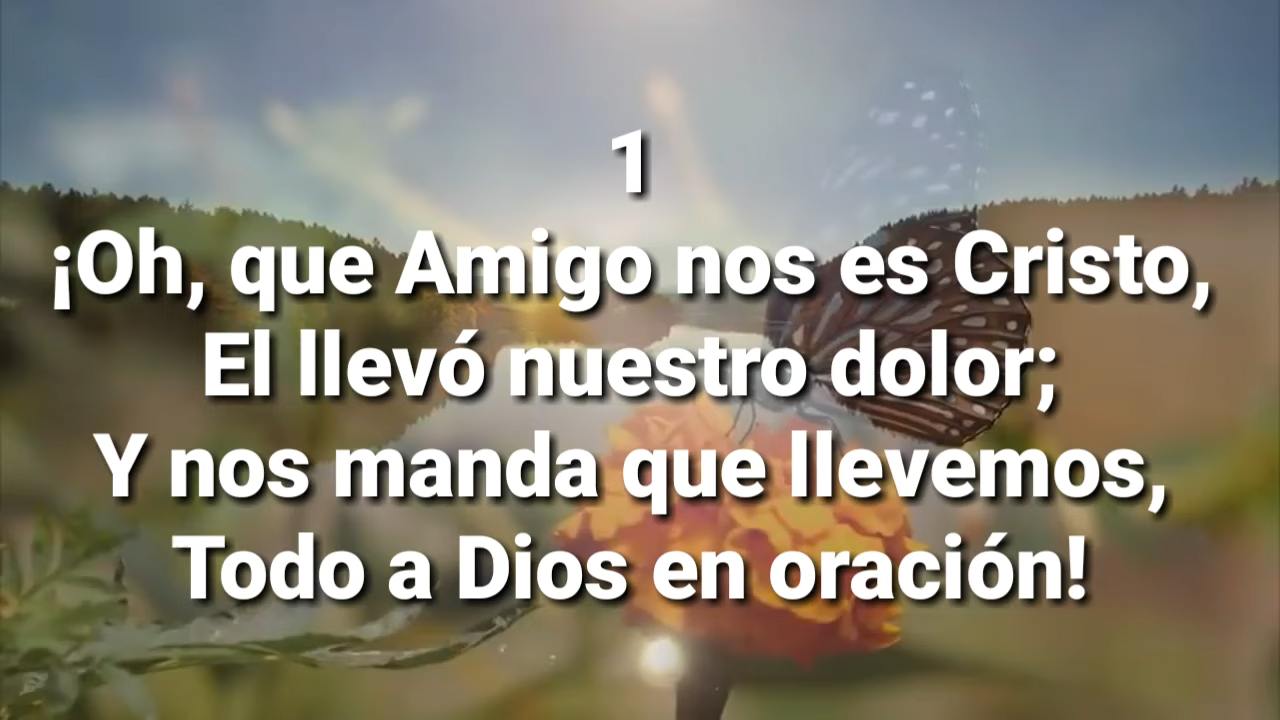 1
¡Oh, que Amigo nos es Cristo,
El llevó nuestro dolor;
Y nos manda que llevemos,
Todo a Dios en oración!